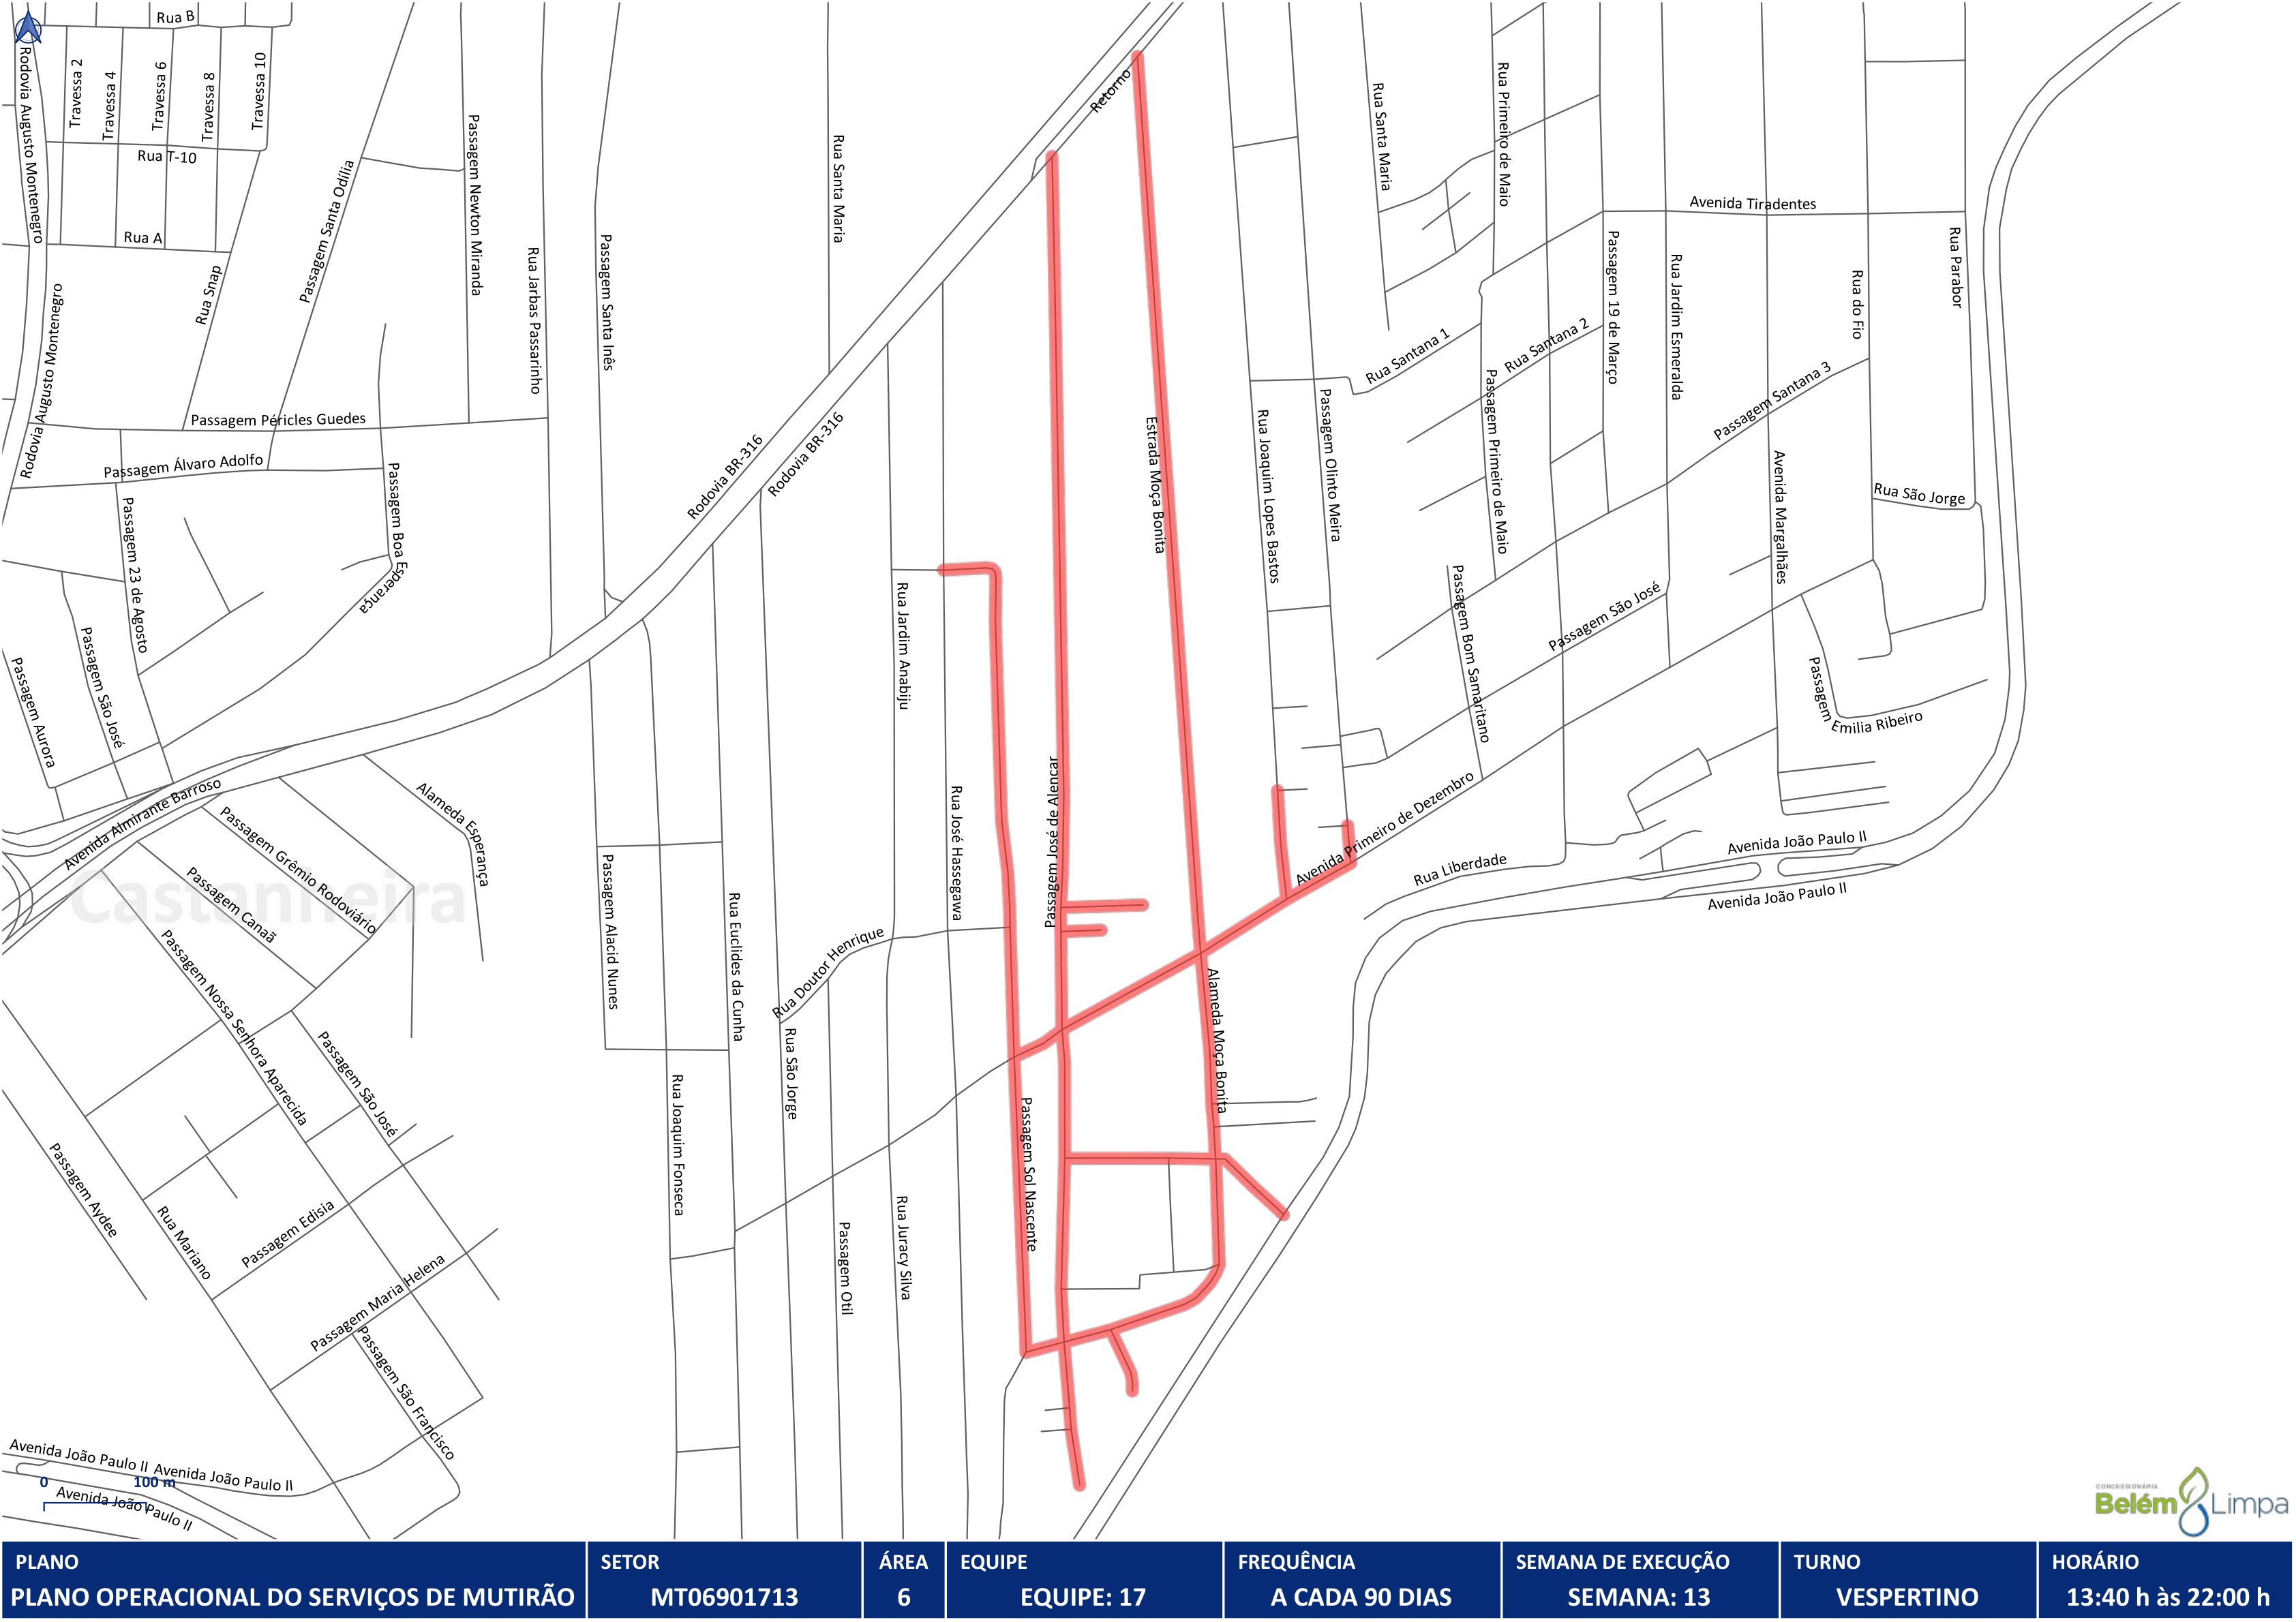 Rua B
Rodovia Augusto Montenegro
Travessa 2
Travessa 4
Travessa 6
Travessa 8
Travessa 10
Rua T-10
Rua A
Rua Snap
Passagem Santa Odília
Passagem Newton Miranda
Rua Jarbas Passarinho
Passagem Santa Inês
Rua Santa Maria
Retorno
Rua Santa Maria
Rua Primeiro de Maio
Avenida Tiradentes
Passagem 19 de Março
Rua Jardim Esmeralda
Rua do Fio
Rua Parabor
Rodovia Augusto Montenegro
Passagem Péricles Guedes
Passagem Álvaro Adolfo
Passagem 23 de Agosto
Passagem Boa Esperança
Rodovia BR-316
Rodovia BR-316
Estrada Moça Bonita
Rua Joaquim Lopes Bastos
Passagem Olinto Meira
Rua Santana 1
Rua Santana 2
Passagem Primeiro de Maio
Passagem Santana 3
Avenida Margalhães
Rua São Jorge
Passagem Aurora
Passagem São José
Rua Jardim Anabiju
Passagem Bom Samaritano
Passagem São José
Passagem Emilia Ribeiro
Avenida Almirante Barroso
Alameda Esperança
Passagem Grêmio Rodoviário
Passagem Canaã
Castanheira
Passagem Alacid Nunes
Rua Euclides da Cunha
Rua José Hassegawa
Passagem José de Alencar
Avenida Primeiro de Dezembro
Rua Liberdade
Avenida João Paulo II
Avenida João Paulo II
Rua Doutor Henrique
Passagem Nossa Senhora Aparecida
Passagem São José
Rua São Jorge
Alameda Moça Bonita
Rua Joaquim Fonseca
Passagem Sol Nascente
Passagem Aydee
Rua Mariano
Passagem Edisia
Passagem Maria Helena
Passagem São Francisco
Passagem Otil
Rua Juracy Silva
Avenida João Paulo II
Avenida João Paulo II
Avenida João Paulo II
0 100 m
CONCESSIONÁRIA
Belém Limpa
PLANO
PLANO OPERACIONAL DO SERVIÇOS DE MUTIRÃO
SETOR
MT06901713
ÁREA
6
EQUIPE
EQUIPE: 17
FREQUÊNCIA
A CADA 90 DIAS
SEMANA DE EXECUÇÃO
SEMANA: 13
TURNO
VESPERTINO
HORÁRIO
13:40 h às 22:00 h